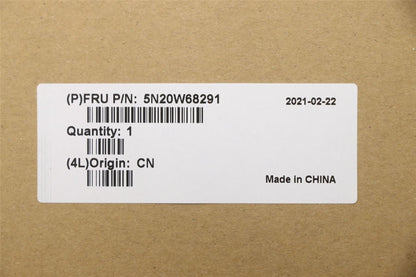 (P)FRU P/N: 5N20W68291
2021-02-22
Quantity: 1
(4L)Origin: CN
Made in CHINA